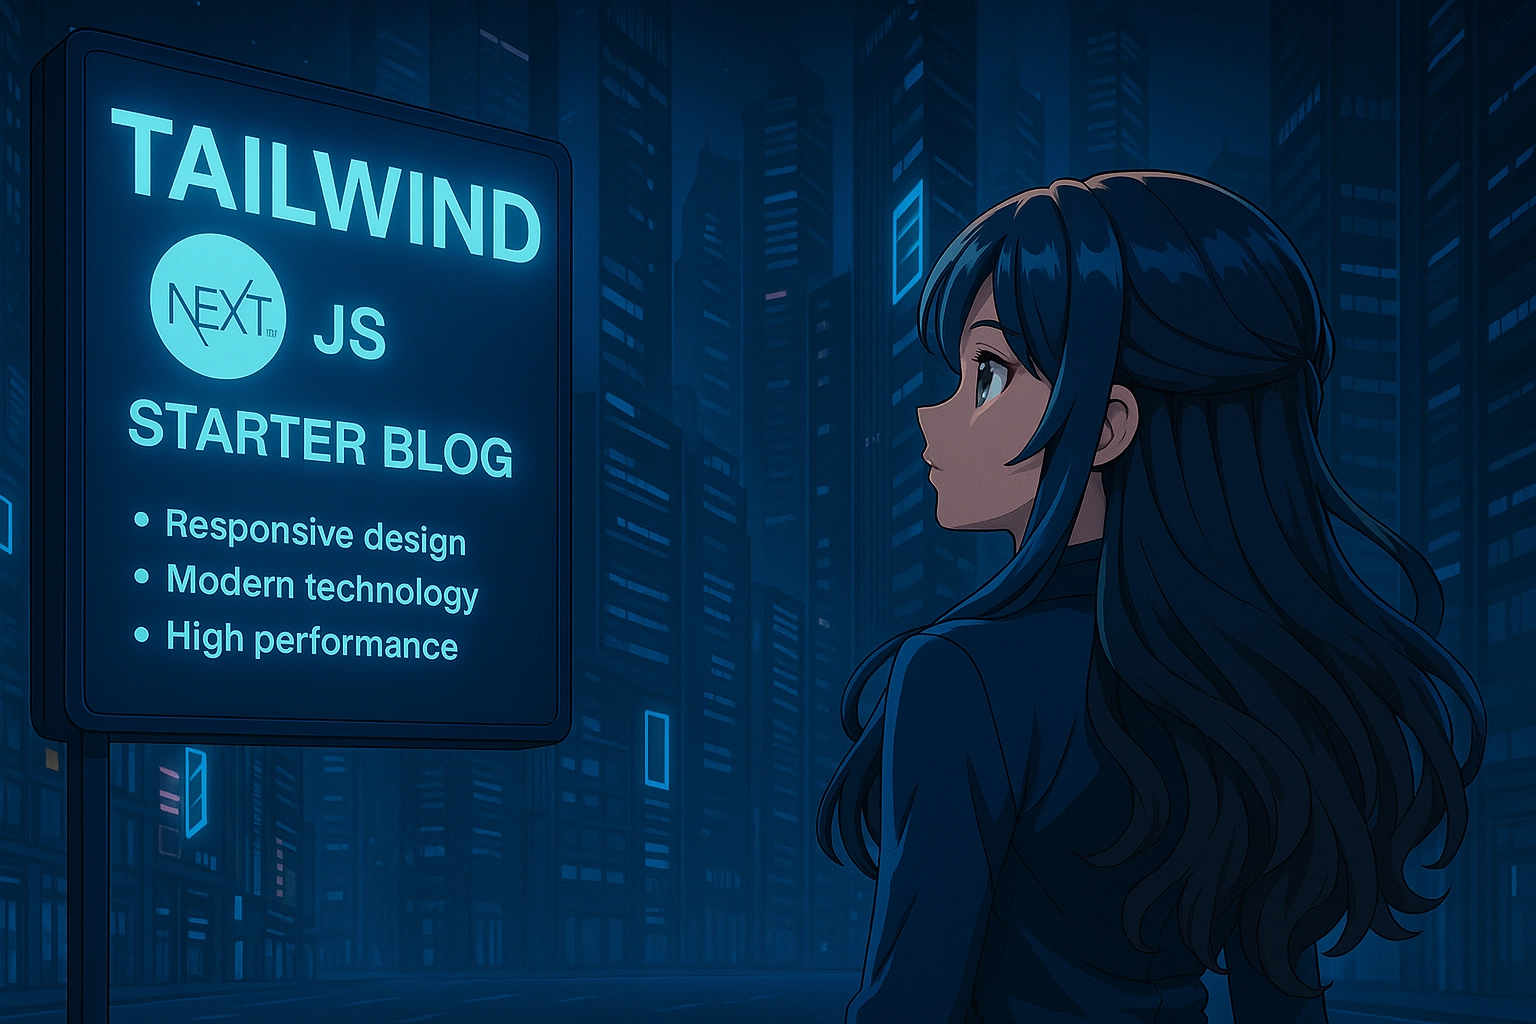 TAILWIND
NEXT JS
STARTER BLOG
• Responsive design
• Modern technology
• High performance